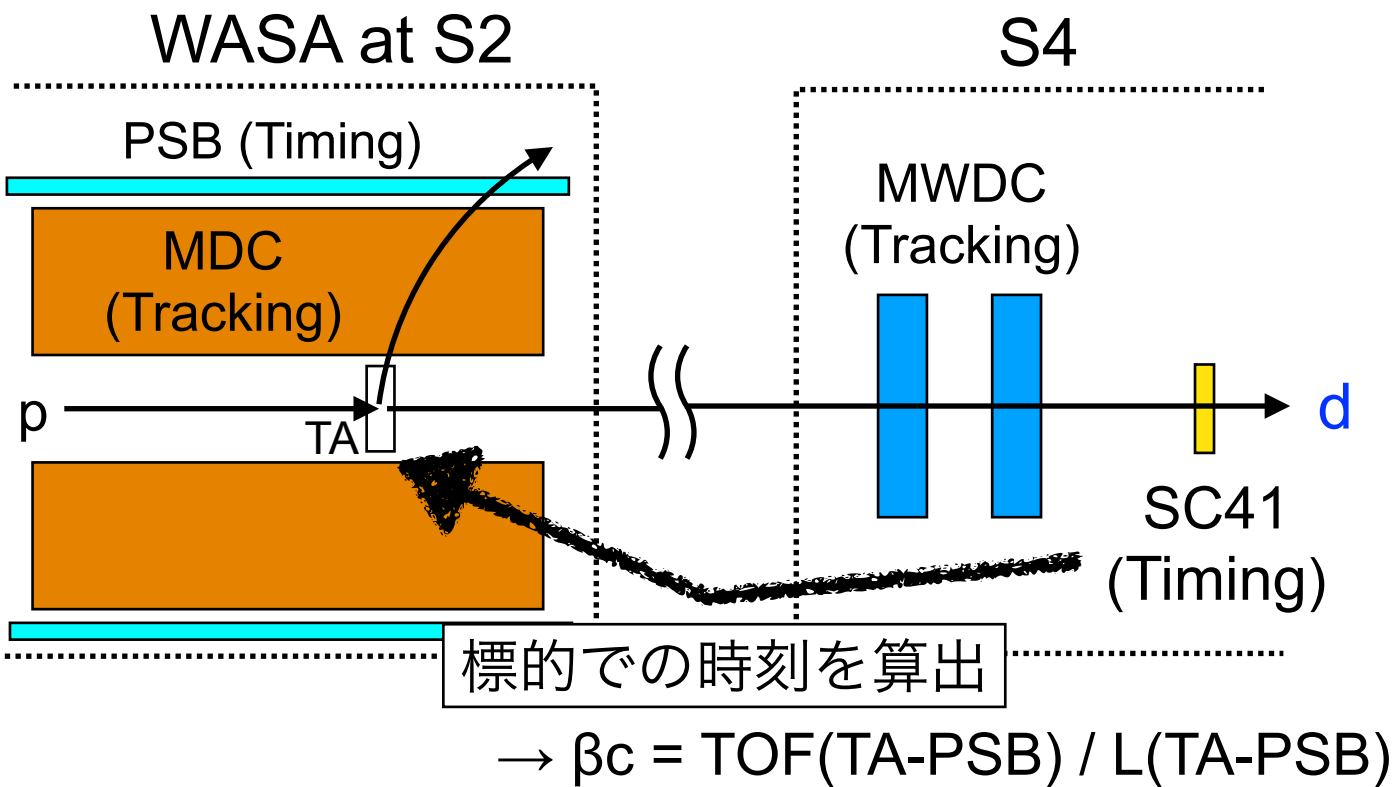 WASA at S2
S4
PSB (Timing)
MDC
(Tracking)
MWDC
(Tracking)
p
TA
d
SC41
(Timing)
標的での時刻を算出
→ βc = TOF(TA-PSB) / L(TA-PSB)